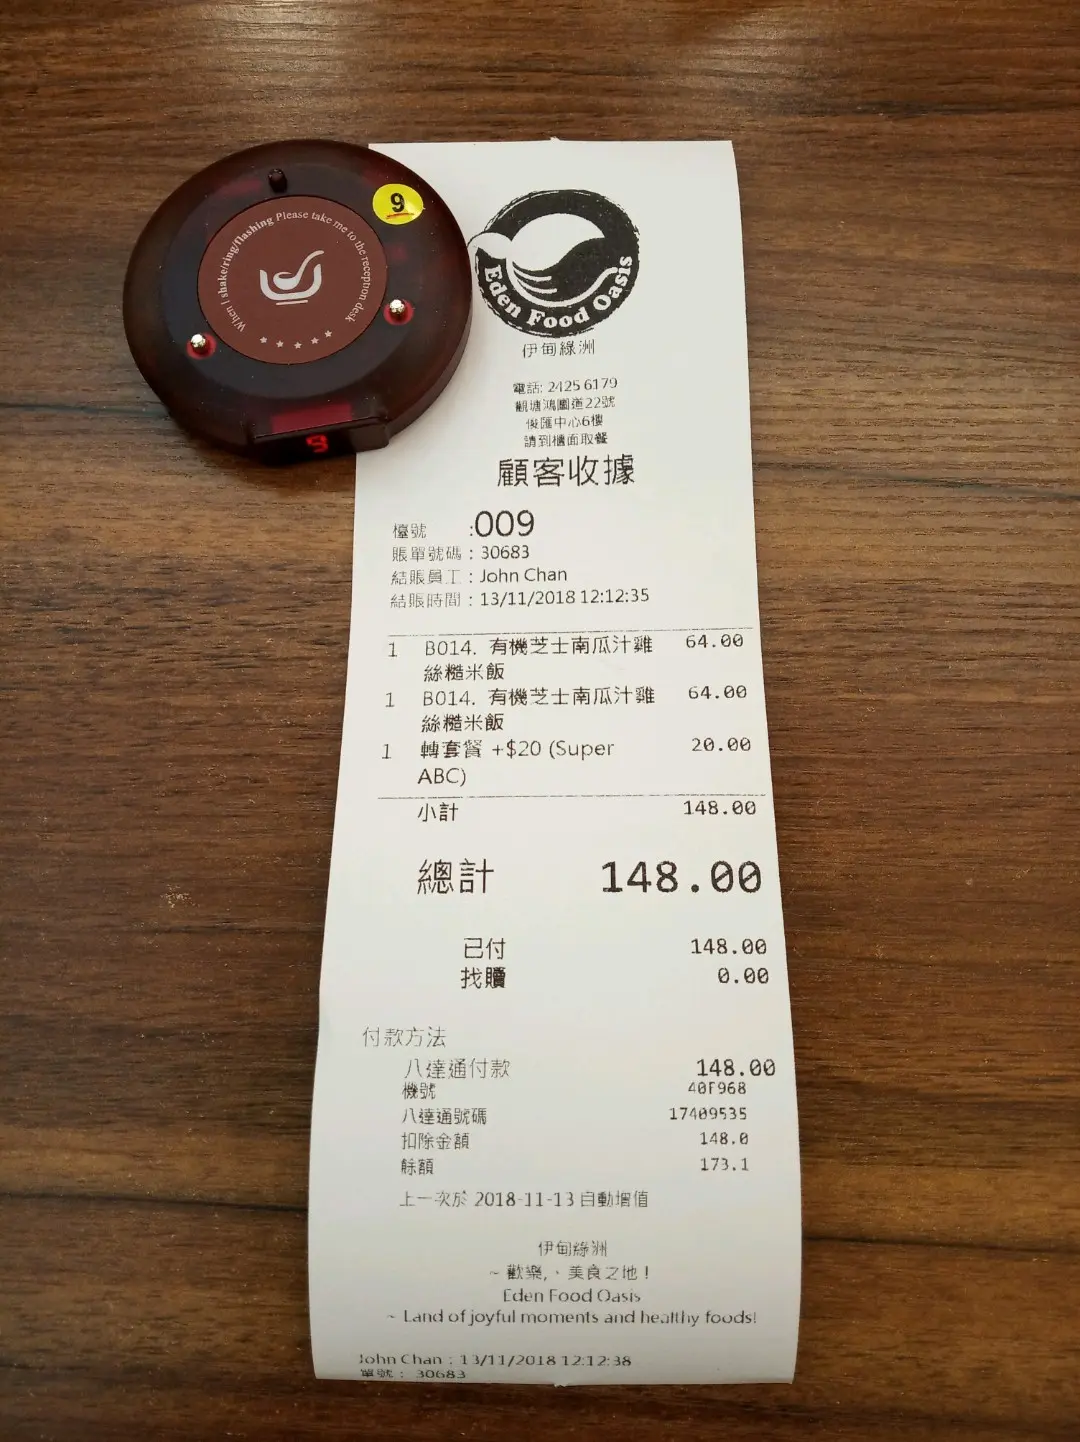 9
When I shake/ring/flashing Please take me to the reception desk
9
Eden Food Oasis
伊甸綠洲
電話: 2425 6179
觀塘鴻圖道22號
俊匯中心6樓
請到櫃面取餐
顧客收據
檯號 :009
賬單號碼 : 30683
結賬員工 : John Chan
結賬時間 : 13/11/2018 12:12:35
1 B014. 有機芝士南瓜汁雞 64.00
絲糙米飯
1 B014. 有機芝士南瓜汁雞 64.00
絲糙米飯
1 轉套餐 +$20 (Super 20.00
ABC)
小計 148.00
總計 148.00
已付 148.00
找贖 0.00
付款方法
八達通付款 148.00
機號 40F968
八達通號碼 17409535
扣除金額 148.0
餘額 173.1
上一次於 2018-11-13 自動增值
伊甸綠洲
~ 歡樂,、美食之地！
Eden Food Oasis
~ Land of joyful moments and healthy foods!
John Chan : 13/11/2018 12:12:38
單號 : 30683